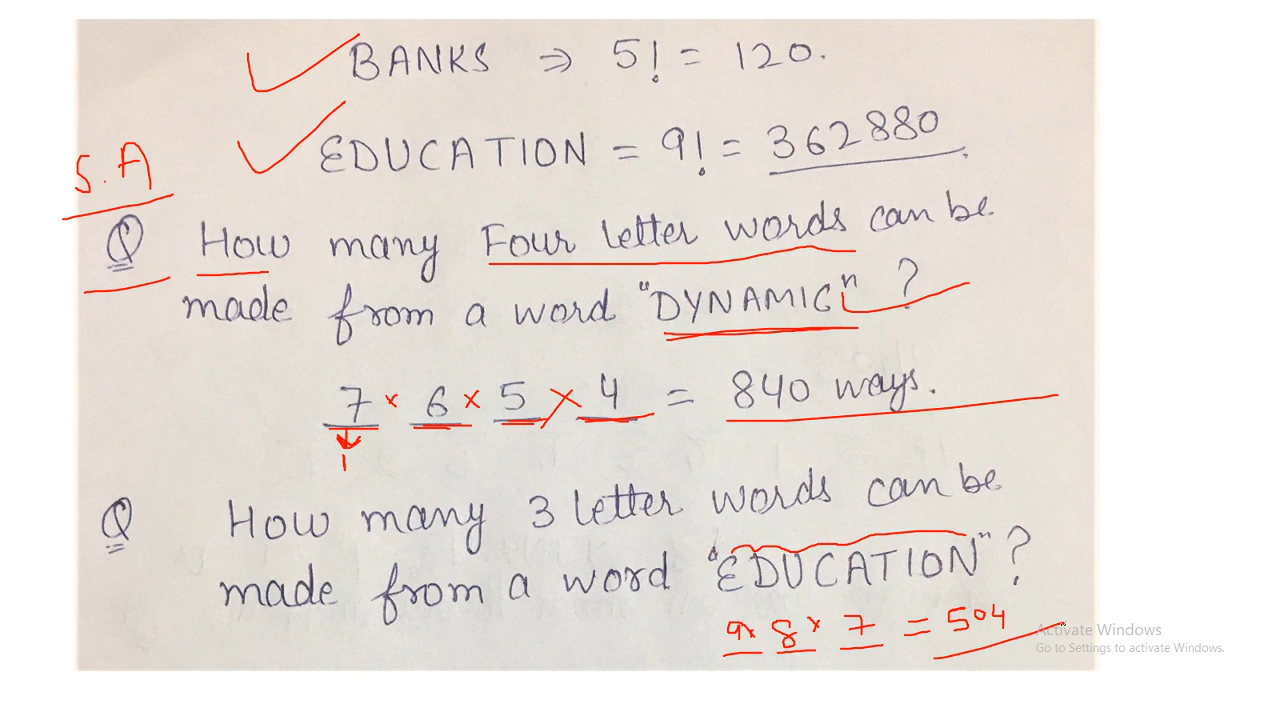 BANKS ⇒ 5! = 120.
EDUCATION = 9! = 362880.
S.A
Q How many Four letter words can be
made from a word "DYNAMIC" ?
7 × 6 × 5 × 4 = 840 ways.
1
Q How many 3 letter words can be
made from a word "EDUCATION" ?
9 × 8 × 7 = 504
Activate Windows
Go to Settings to activate Windows.